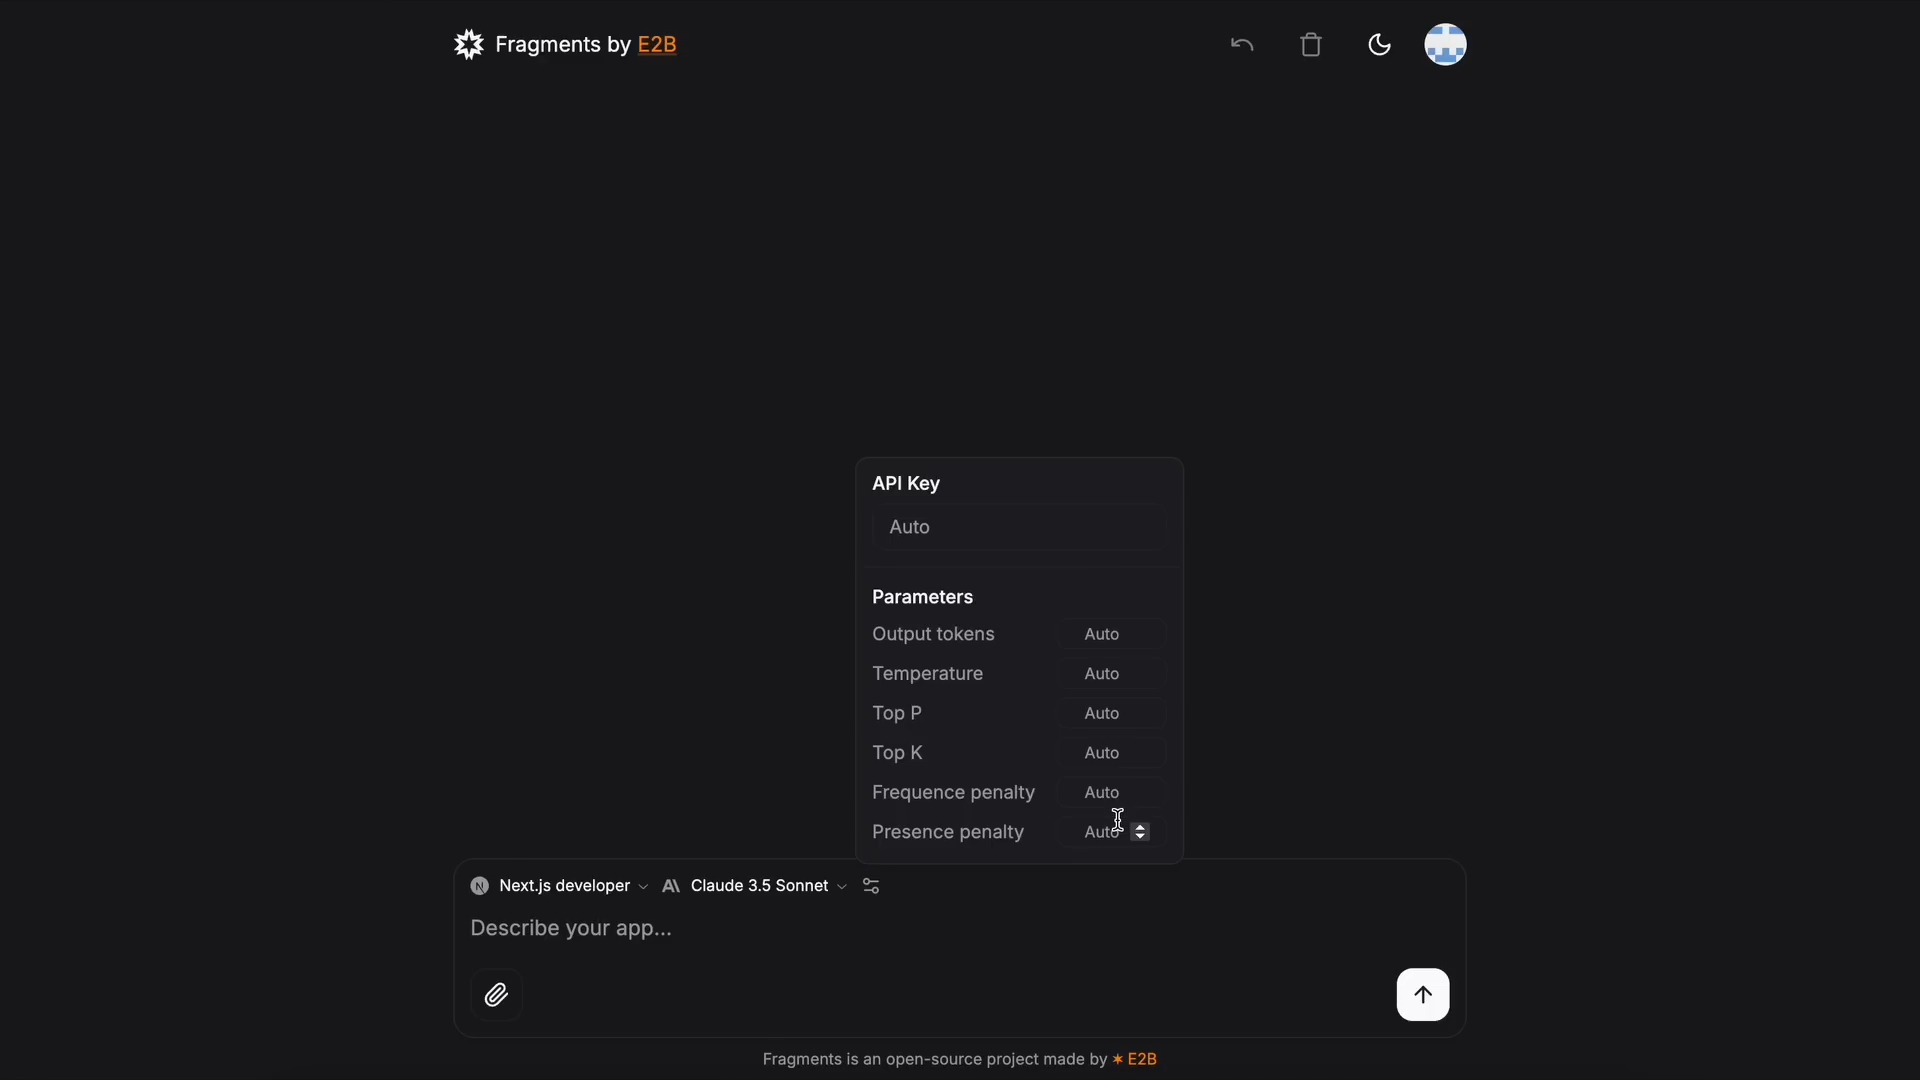 Fragments by E2B
API Key
Auto
Parameters
Output tokens Auto
Temperature Auto
Top P Auto
Top K Auto
Frequence penalty Auto
Presence penalty Auto
N Next.js developer A\ Claude 3.5 Sonnet
Describe your app...
Fragments is an open-source project made by ✶ E2B